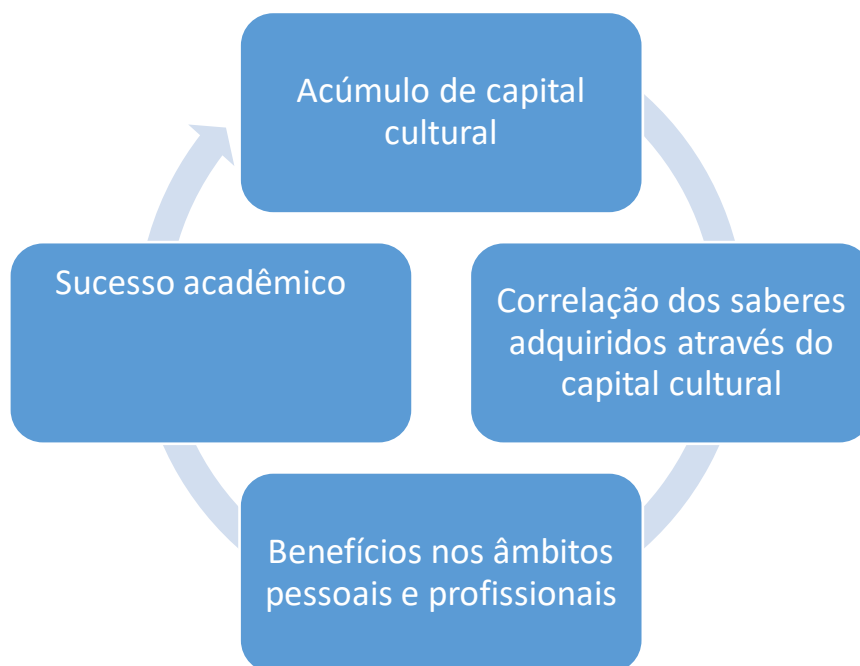 Acúmulo de capital
cultural
Sucesso acadêmico
Correlação dos saberes
adquiridos através do
capital cultural
Benefícios nos âmbitos
pessoais e profissionais